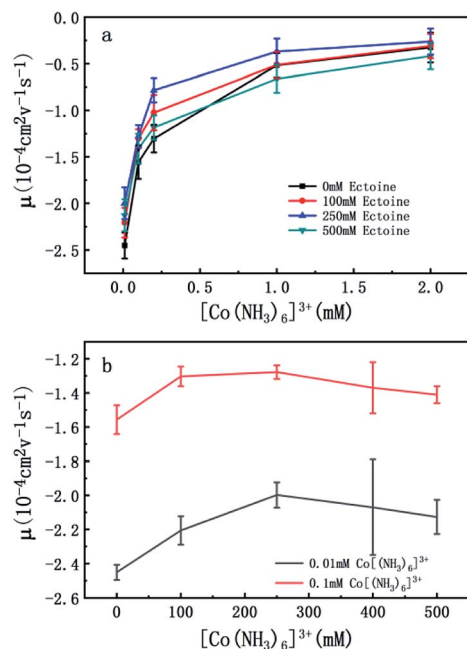 a
0.0
-0.5
-1.0
-1.5
-2.0
-2.5
μ(10⁻⁴cm²v⁻¹s⁻¹)
0mM Ectoine
100mM Ectoine
250mM Ectoine
500mM Ectoine
0.0 0.5 1.0 1.5 2.0
[Co(NH₃)₆]³⁺(mM)
b
-1.2
-1.4
-1.6
-1.8
-2.0
-2.2
-2.4
-2.6
μ(10⁻⁴cm²v⁻¹s⁻¹)
0.01mM Co[(NH₃)₆]³⁺
0.1mM Co[(NH₃)₆]³⁺
0 100 200 300 400 500
[Co(NH₃)₆]³⁺(mM)